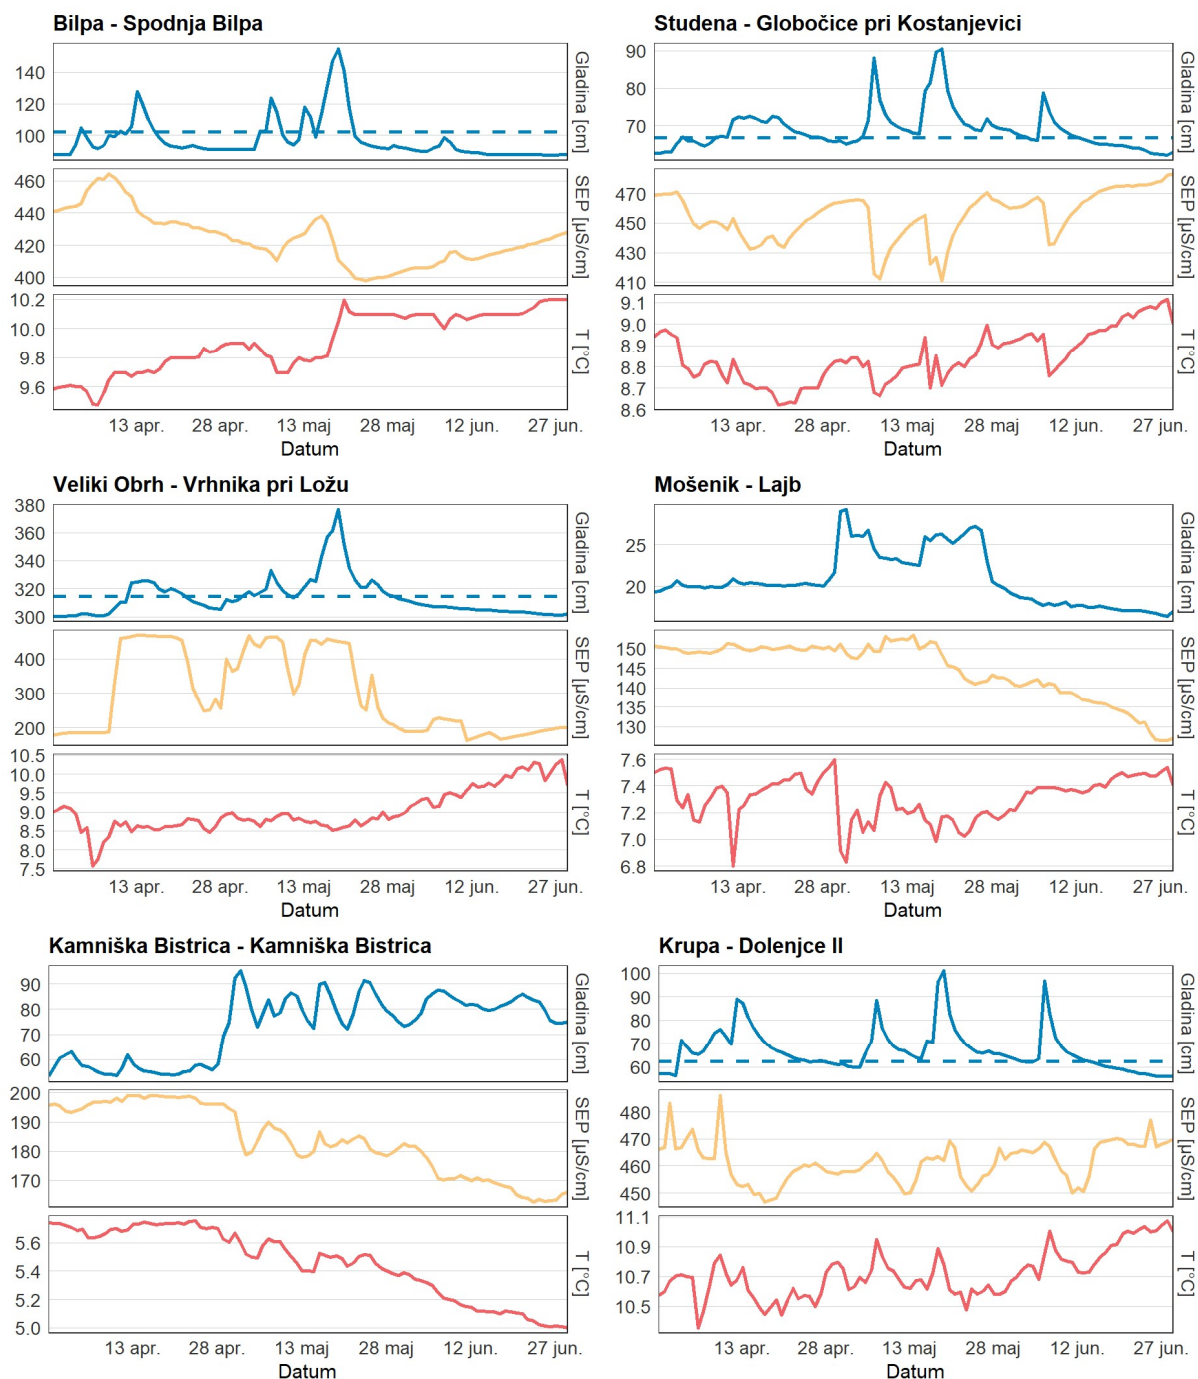 Bilpa - Spodnja Bilpa
140
120
100
Gladina [cm]
460
440
420
400
SEP [µS/cm]
10.2
10.0
9.8
9.6
T [°C]
13 apr. 28 apr. 13 maj 28 maj 12 jun. 27 jun.
Datum
Studena - Globočice pri Kostanjevici
90
80
70
Gladina [cm]
470
450
430
410
SEP [µS/cm]
9.1
9.0
8.9
8.8
8.7
8.6
T [°C]
13 apr. 28 apr. 13 maj 28 maj 12 jun. 27 jun.
Datum
Veliki Obrh - Vrhnika pri Ložu
380
360
340
320
300
Gladina [cm]
400
300
200
SEP [µS/cm]
10.5
10.0
9.5
9.0
8.5
8.0
7.5
T [°C]
13 apr. 28 apr. 13 maj 28 maj 12 jun. 27 jun.
Datum
Mošenik - Lajb
25
20
Gladina [cm]
150
145
140
135
130
SEP [µS/cm]
7.6
7.4
7.2
7.0
6.8
T [°C]
13 apr. 28 apr. 13 maj 28 maj 12 jun. 27 jun.
Datum
Kamniška Bistrica - Kamniška Bistrica
90
80
70
60
Gladina [cm]
200
190
180
170
SEP [µS/cm]
5.6
5.4
5.2
5.0
T [°C]
13 apr. 28 apr. 13 maj 28 maj 12 jun. 27 jun.
Datum
Krupa - Dolenjce II
100
90
80
70
60
Gladina [cm]
480
470
460
450
SEP [µS/cm]
11.1
10.9
10.7
10.5
T [°C]
13 apr. 28 apr. 13 maj 28 maj 12 jun. 27 jun.
Datum